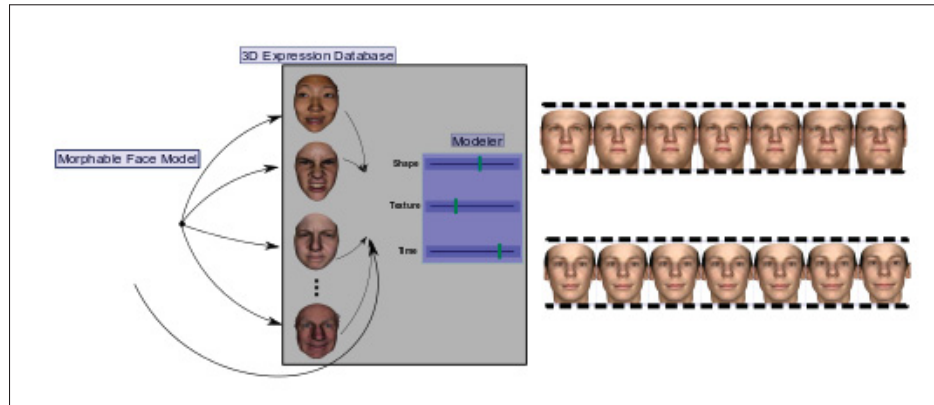 3D Expression Database
Morphable Face Model
Modeler
Shape
Texture
Time